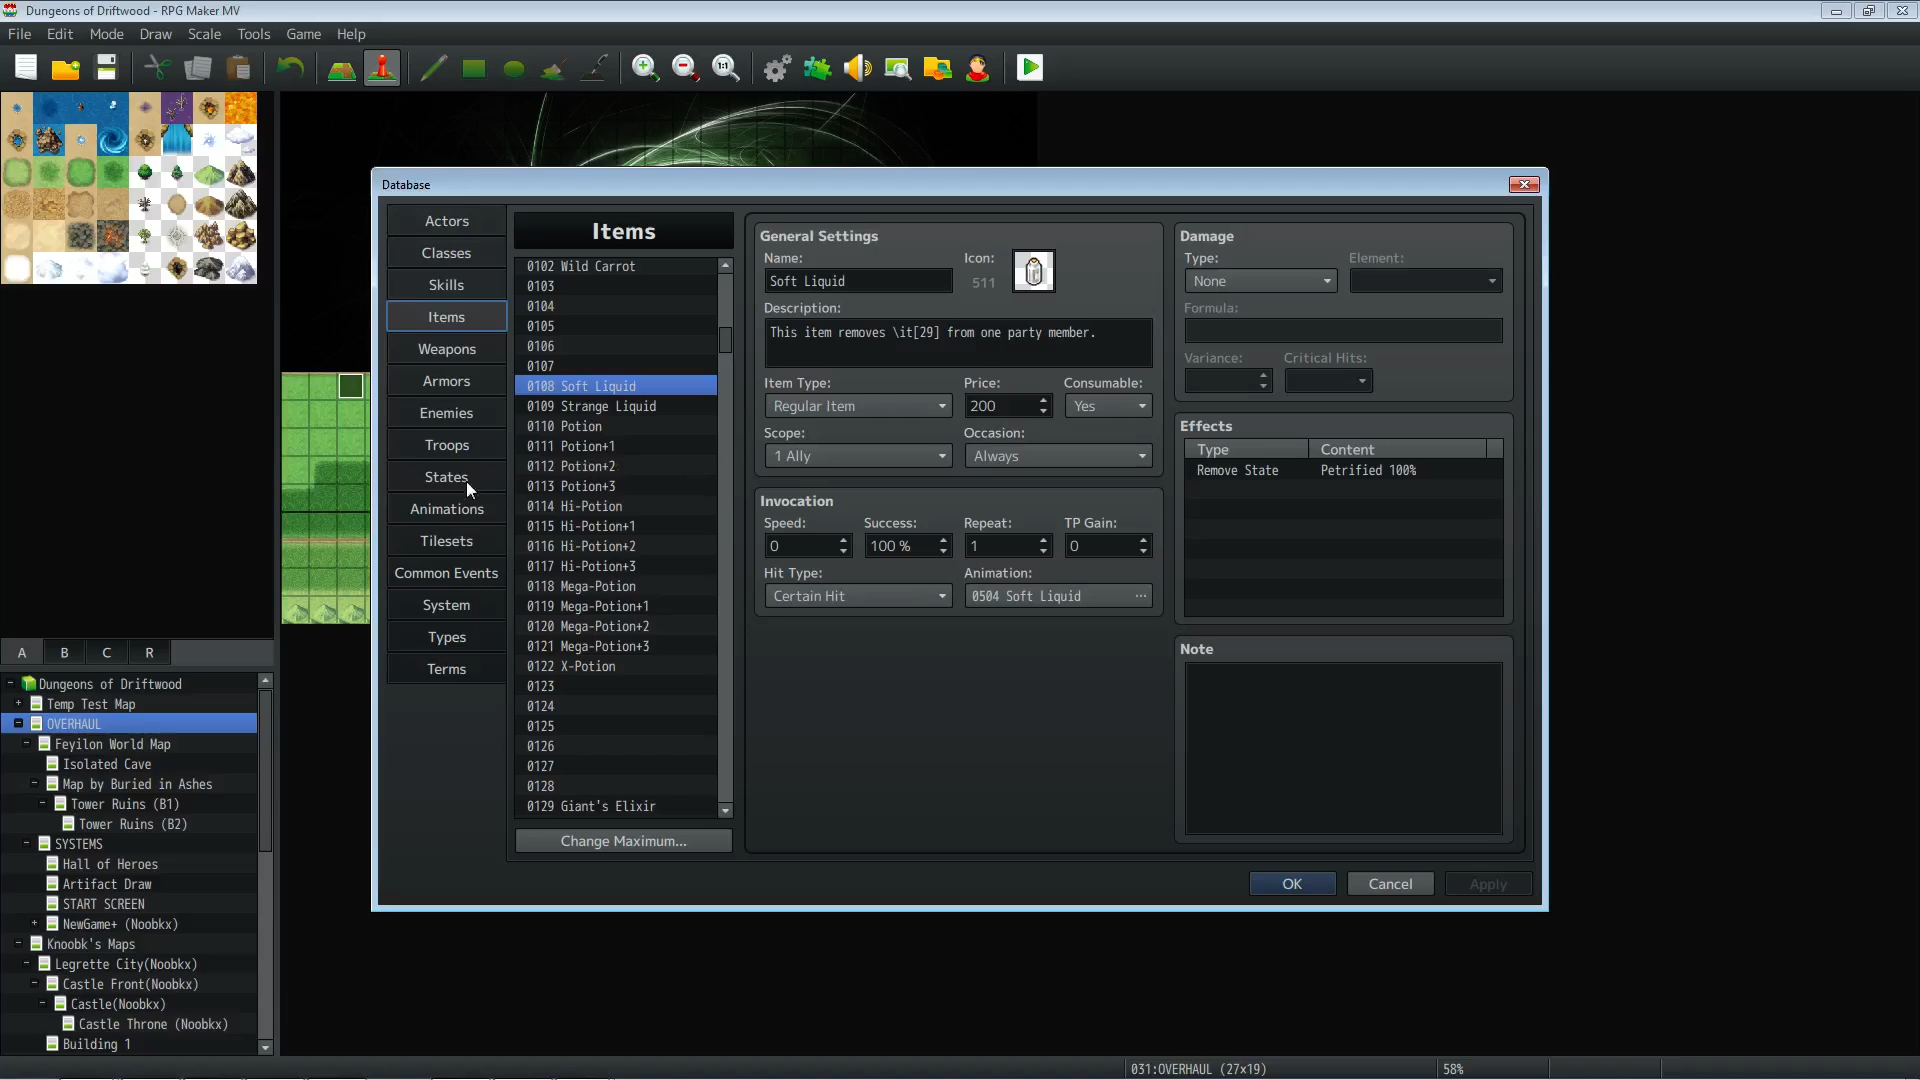 Dungeons of Driftwood - RPG Maker MV
File Edit Mode Draw Scale Tools Game Help
1:1
Database
Actors
Classes
Skills
Items
Weapons
Armors
Enemies
Troops
States
Animations
Tilesets
Common Events
System
Types
Terms
Items
0102 Wild Carrot
0103
0104
0105
0106
0107
0108 Soft Liquid
0109 Strange Liquid
0110 Potion
0111 Potion+1
0112 Potion+2
0113 Potion+3
0114 Hi-Potion
0115 Hi-Potion+1
0116 Hi-Potion+2
0117 Hi-Potion+3
0118 Mega-Potion
0119 Mega-Potion+1
0120 Mega-Potion+2
0121 Mega-Potion+3
0122 X-Potion
0123
0124
0125
0126
0127
0128
0129 Giant's Elixir
Change Maximum...
General Settings
Name: Icon:
Soft Liquid 511
Description:
This item removes \it[29] from one party member.
Item Type: Price: Consumable:
Regular Item 200 Yes
Scope: Occasion:
1 Ally Always
Invocation
Speed: Success: Repeat: TP Gain:
0 100 % 1 0
Hit Type: Animation:
Certain Hit 0504 Soft Liquid ...
Damage
Type: Element:
None
Formula:
Variance: Critical Hits:
Effects
Type Content
Remove State Petrified 100%
Note
OK Cancel Apply
A B C R
Dungeons of Driftwood
Temp Test Map
OVERHAUL
Feyilon World Map
Isolated Cave
Map by Buried in Ashes
Tower Ruins (B1)
Tower Ruins (B2)
SYSTEMS
Hall of Heroes
Artifact Draw
START SCREEN
NewGame+ (Noobkx)
Knoobk's Maps
Legrette City(Noobkx)
Castle Front(Noobkx)
Castle(Noobkx)
Castle Throne (Noobkx)
Building 1
031:OVERHAUL (27x19) 58%